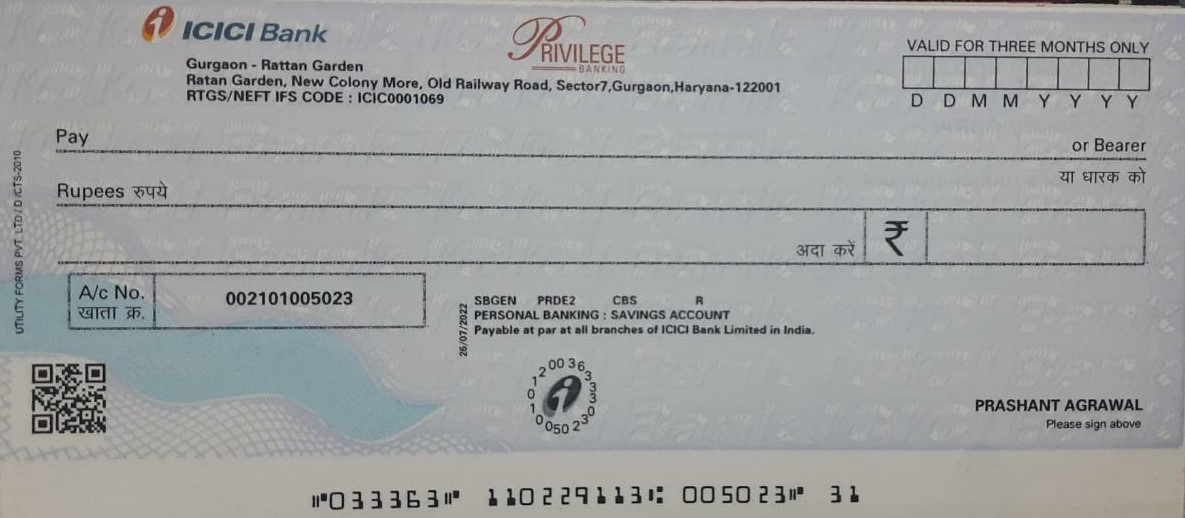 ICICI Bank
PRIVILEGE
BANKING
Gurgaon - Rattan Garden
Ratan Garden, New Colony More, Old Railway Road, Sector7,Gurgaon,Haryana-122001
RTGS/NEFT IFS CODE : ICIC0001069
VALID FOR THREE MONTHS ONLY
D D M M Y Y Y Y
Pay
or Bearer
या धारक को
Rupees रुपये
अदा करें ₹
A/c No.
खाता क्र.
002101005023
UTILITY FORMS PVT. LTD / D /CTS-2010
26/07/2022
SBGEN PRDE2 CBS R
PERSONAL BANKING : SAVINGS ACCOUNT
Payable at par at all branches of ICICI Bank Limited in India.
PRASHANT AGRAWAL
Please sign above
⑈033363⑈ 110229113⑆ 005023⑈ 31